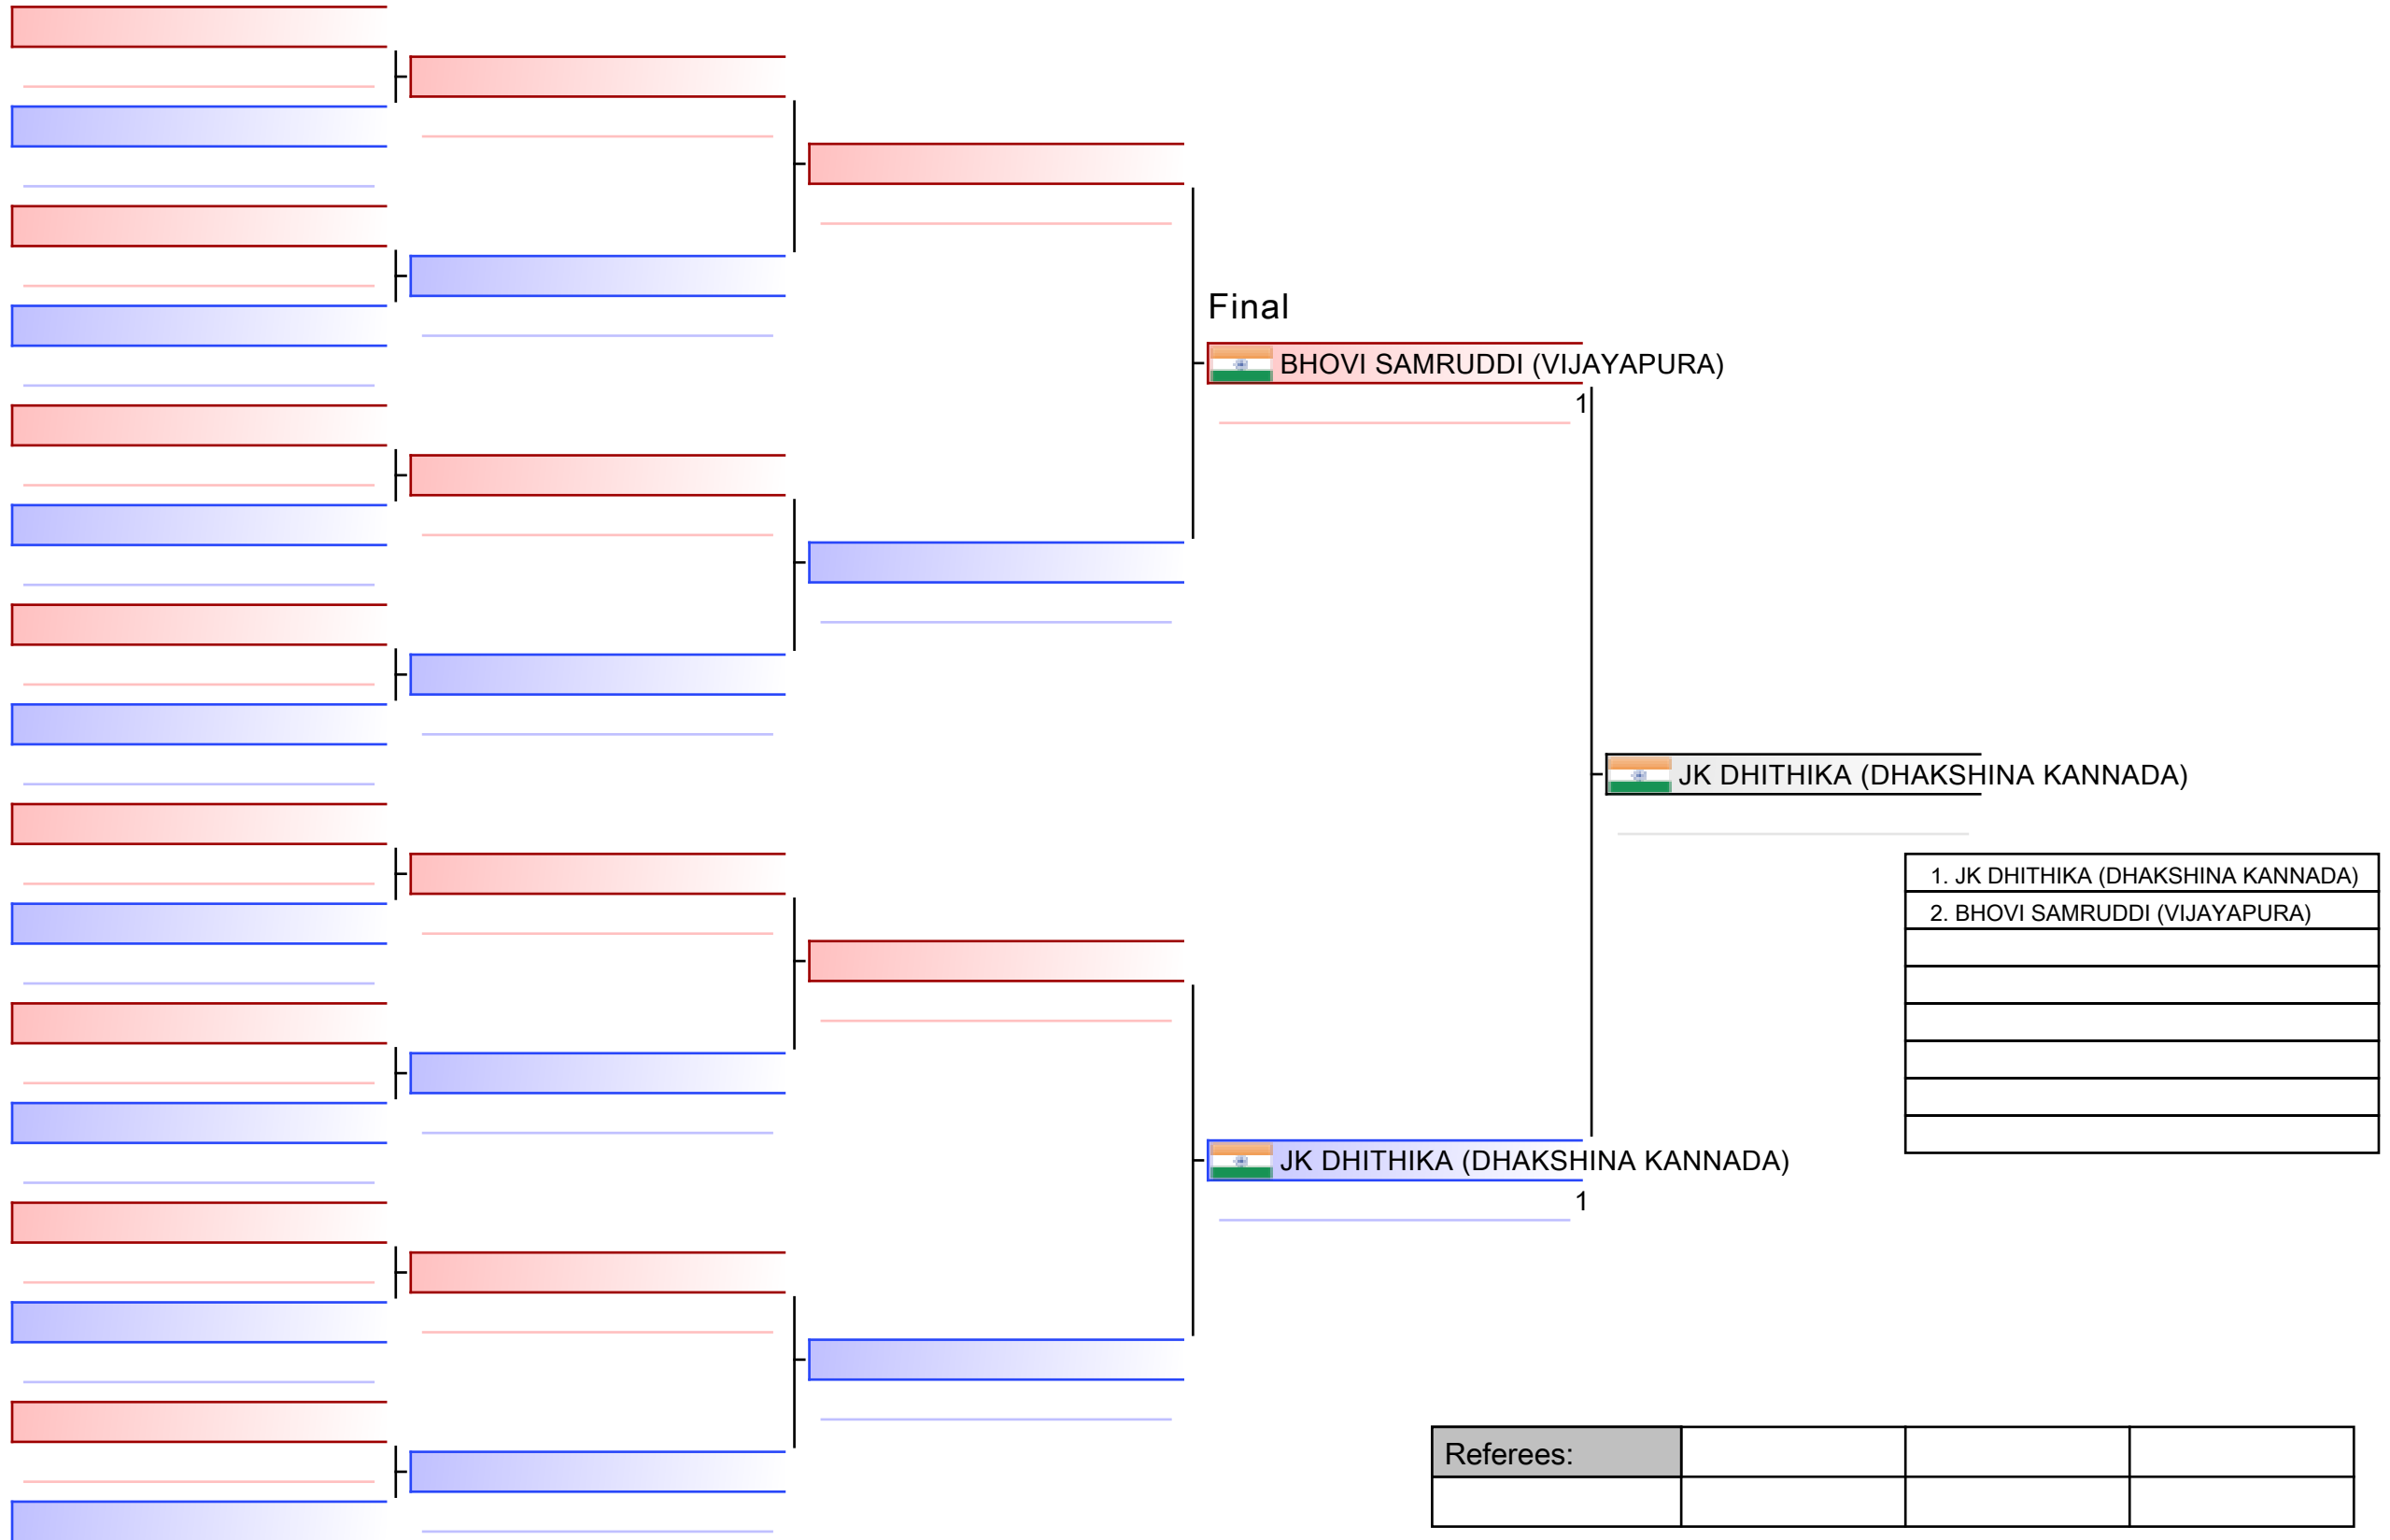 Final
BHOVI SAMRUDDI (VIJAYAPURA)
1
JK DHITHIKA (DHAKSHINA KANNADA)
1. JK DHITHIKA (DHAKSHINA KANNADA)
2. BHOVI SAMRUDDI (VIJAYAPURA)
JK DHITHIKA (DHAKSHINA KANNADA)
1
Referees: